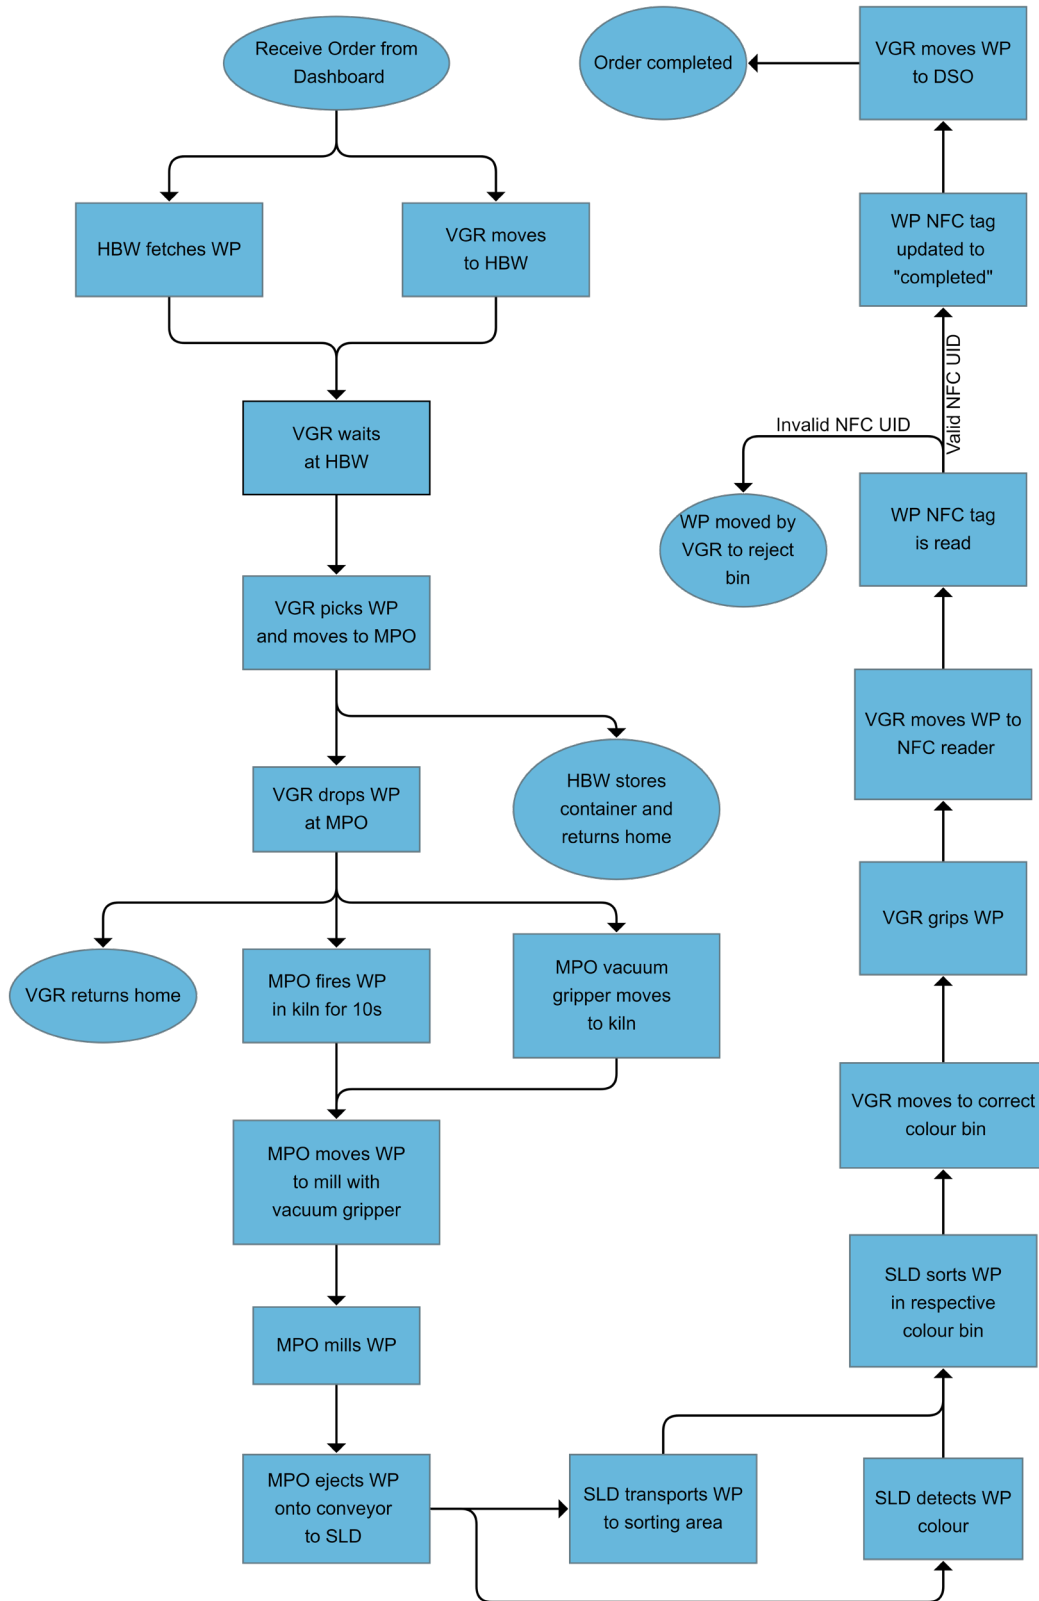 Receive Order from
Dashboard
HBW fetches WP
VGR moves
to HBW
VGR waits
at HBW
VGR picks WP
and moves to MPO
VGR drops WP
at MPO
HBW stores
container and
returns home
VGR returns home
MPO fires WP
in kiln for 10s
MPO vacuum
gripper moves
to kiln
MPO moves WP
to mill with
vacuum gripper
MPO mills WP
MPO ejects WP
onto conveyor
to SLD
SLD transports WP
to sorting area
SLD detects WP
colour
SLD sorts WP
in respective
colour bin
VGR moves to correct
colour bin
VGR grips WP
VGR moves WP to
NFC reader
WP NFC tag
is read
Invalid NFC UID
WP moved by
VGR to reject
bin
Valid NFC UID
WP NFC tag
updated to
"completed"
VGR moves WP
to DSO
Order completed